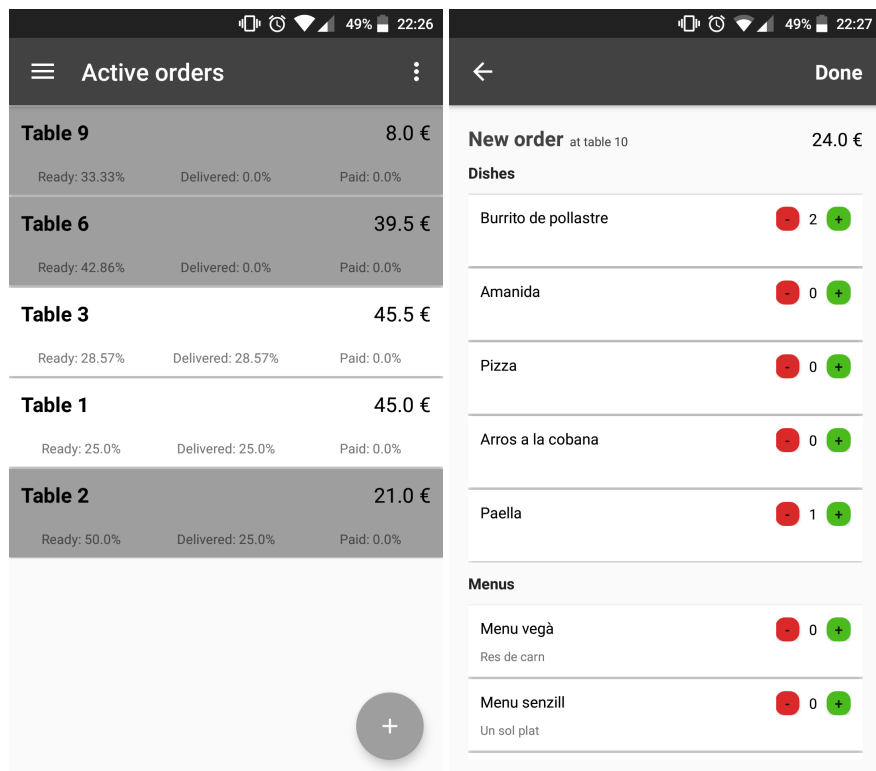 49% 22:26
Active orders
Table 9 8.0 €
Ready: 33.33% Delivered: 0.0% Paid: 0.0%
Table 6 39.5 €
Ready: 42.86% Delivered: 0.0% Paid: 0.0%
Table 3 45.5 €
Ready: 28.57% Delivered: 28.57% Paid: 0.0%
Table 1 45.0 €
Ready: 25.0% Delivered: 25.0% Paid: 0.0%
Table 2 21.0 €
Ready: 50.0% Delivered: 25.0% Paid: 0.0%
+
49% 22:27
Done
New order at table 10 24.0 €
Dishes
Burrito de pollastre - 2 +
Amanida - 0 +
Pizza - 0 +
Arros a la cobana - 0 +
Paella - 1 +
Menus
Menu vegà - 0 +
Res de carn
Menu senzill - 0 +
Un sol plat